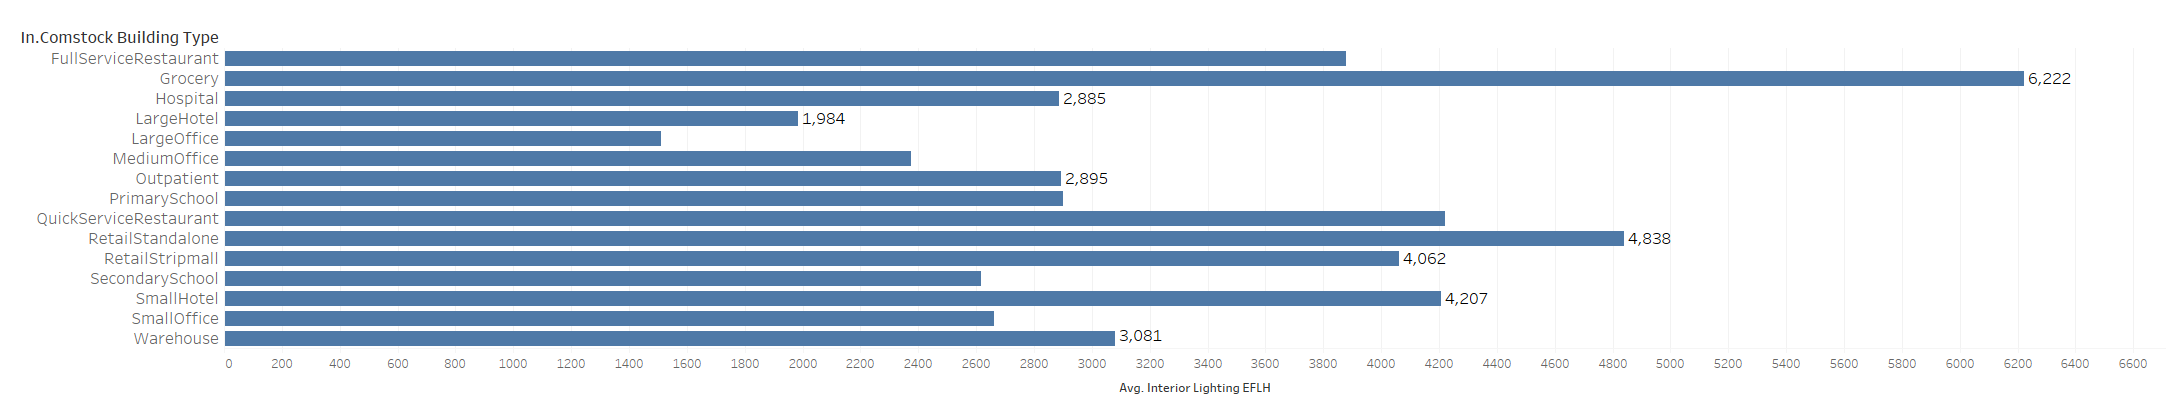 In.Comstock Building Type
FullServiceRestaurant
Grocery 6,222
Hospital 2,885
LargeHotel 1,984
LargeOffice
MediumOffice
Outpatient 2,895
PrimarySchool
QuickServiceRestaurant
RetailStandalone 4,838
RetailStripmall 4,062
SecondarySchool
SmallHotel 4,207
SmallOffice
Warehouse 3,081
0 200 400 600 800 1000 1200 1400 1600 1800 2000 2200 2400 2600 2800 3000 3200 3400 3600 3800 4000 4200 4400 4600 4800 5000 5200 5400 5600 5800 6000 6200 6400 6600
Avg. Interior Lighting EFLH